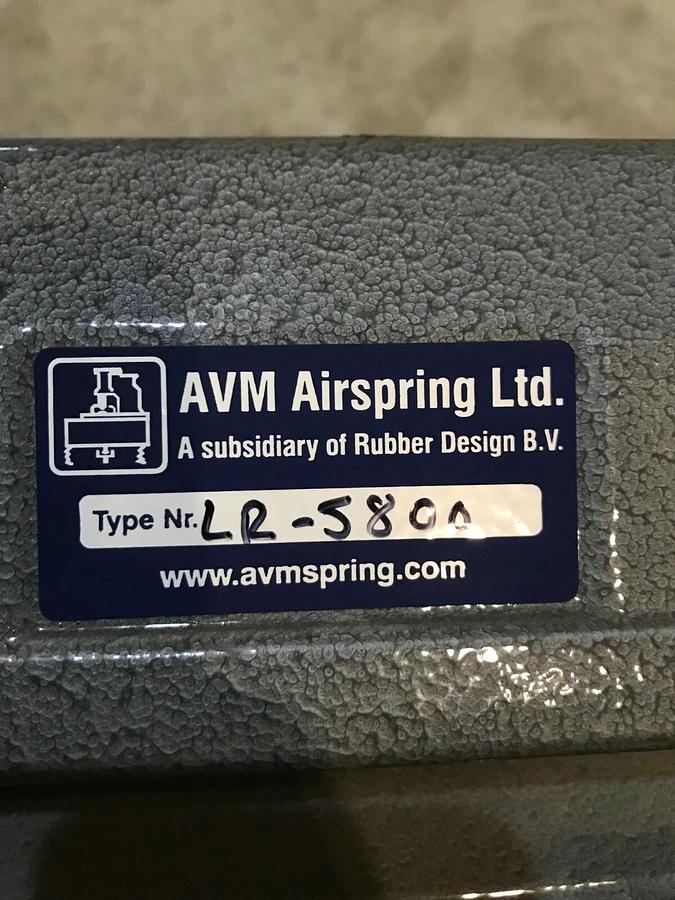 AVM Airspring Ltd.
A subsidiary of Rubber Design B.V.
Type Nr. LR-5800
www.avmspring.com